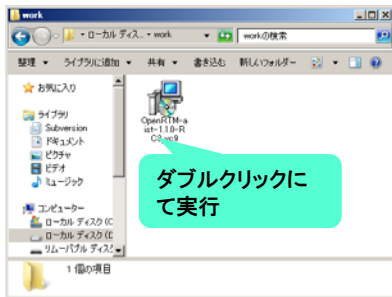 work
ローカル ディス... work
workの検索
整理 ライブラリに追加 共有 書き込む 新しいフォルダー
お気に入り
ライブラリ
Subversion
ドキュメント
ピクチャ
ビデオ
ミュージック
コンピューター
ローカル ディスク (C
ローカル ディスク (E
リムーバブル ディスク
OpenRTM-a
ist-1.1.0-R
C3_vc9
ダブルクリックに
て実行
1 個の項目